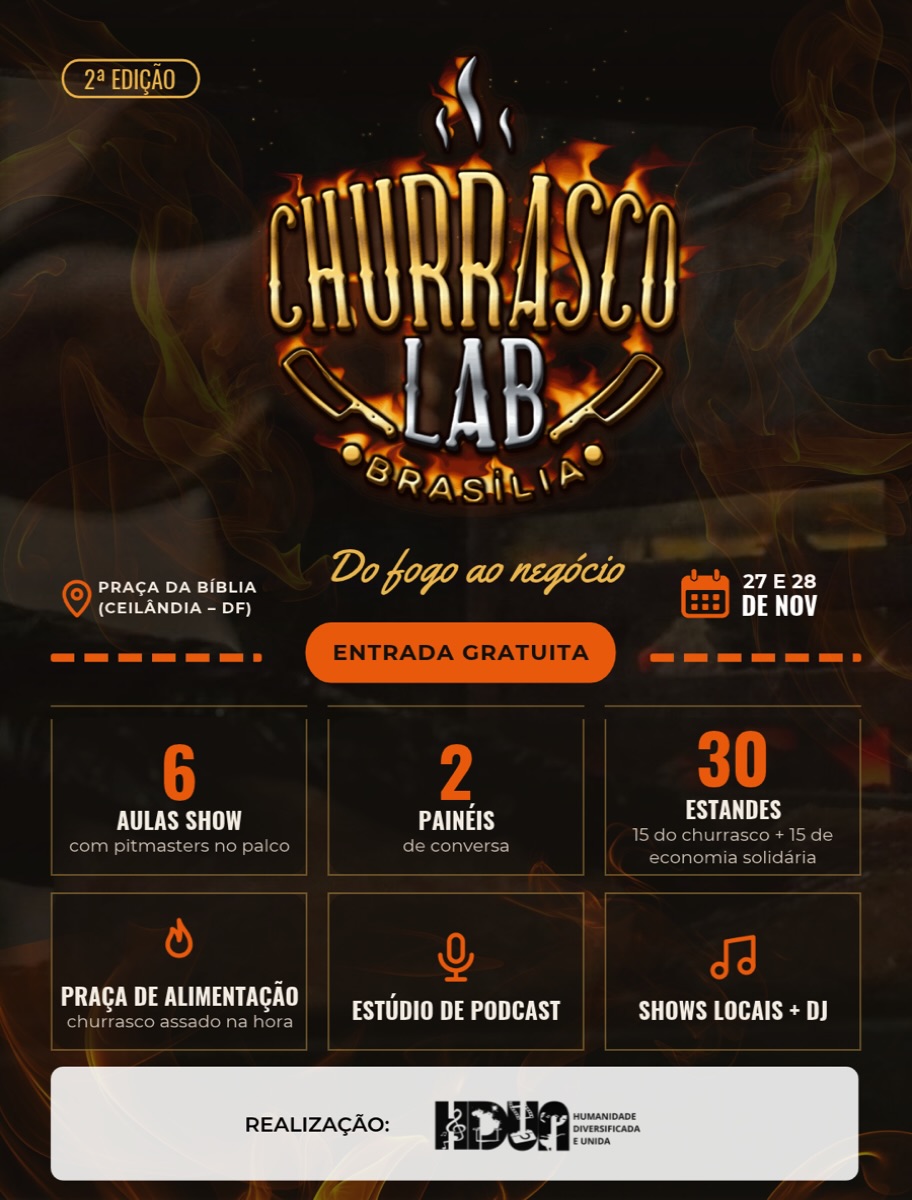 2ª EDIÇÃO
CHURRASCO
LAB
BRASÍLIA
Do fogo ao negócio
PRAÇA DA BÍBLIA
(CEILÂNDIA – DF)
27 E 28
DE NOV
ENTRADA GRATUITA
6
AULAS SHOW
com pitmasters no palco
2
PAINÉIS
de conversa
30
ESTANDES
15 do churrasco + 15 de
economia solidária
PRAÇA DE ALIMENTAÇÃO
churrasco assado na hora
ESTÚDIO DE PODCAST
SHOWS LOCAIS + DJ
REALIZAÇÃO:
HDUN
HUMANIDADE
DIVERSIFICADA
E UNIDA